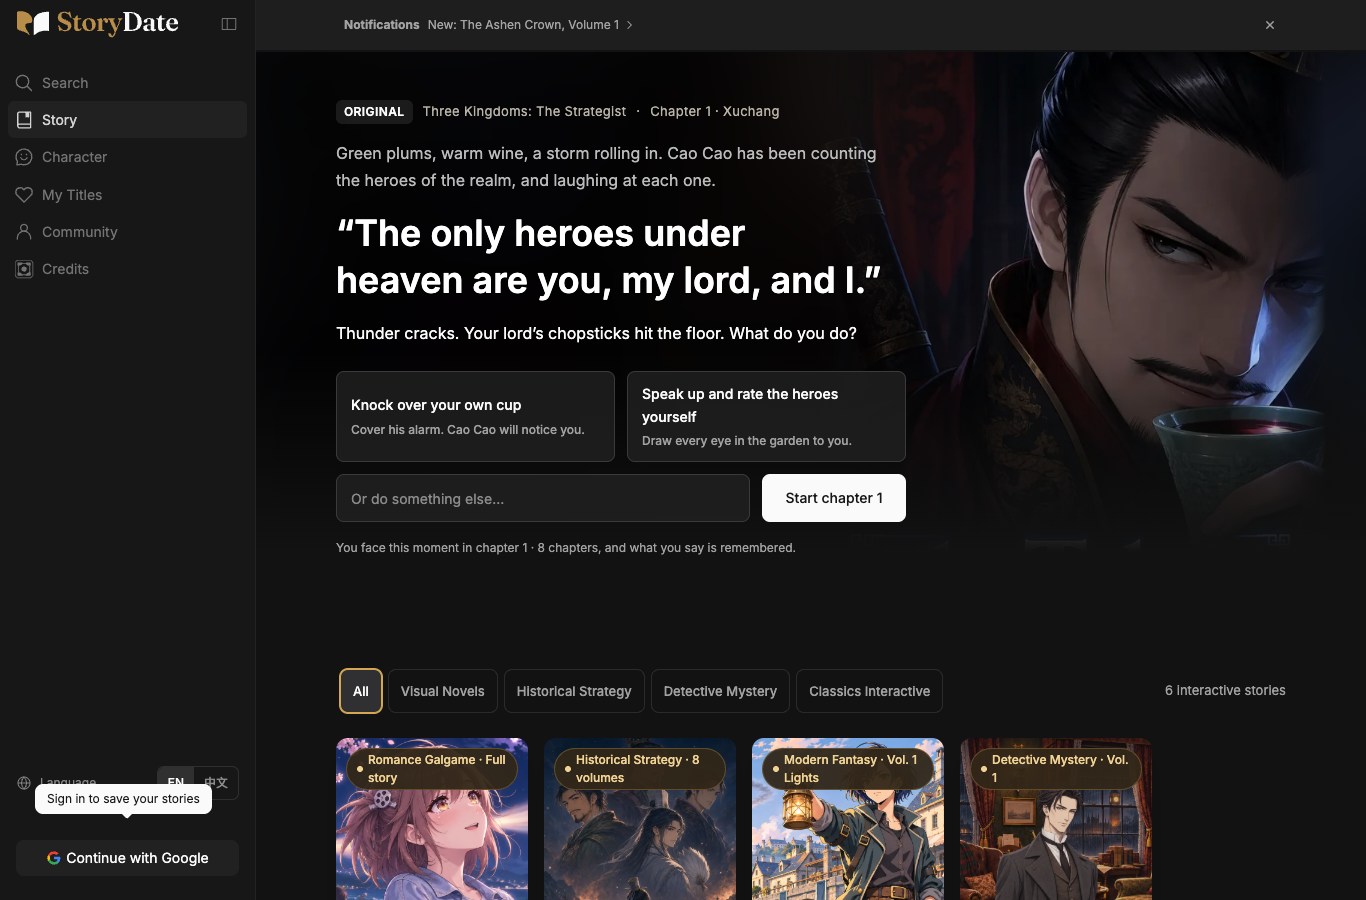 StoryDate
Search
Story
Character
My Titles
Community
Credits
Language
EN
中文
Sign in to save your stories
Continue with Google
Notifications New: The Ashen Crown, Volume 1
ORIGINAL Three Kingdoms: The Strategist · Chapter 1 · Xuchang
Green plums, warm wine, a storm rolling in. Cao Cao has been counting
the heroes of the realm, and laughing at each one.
“The only heroes under
heaven are you, my lord, and I.”
Thunder cracks. Your lord’s chopsticks hit the floor. What do you do?
Knock over your own cup
Cover his alarm. Cao Cao will notice you.
Speak up and rate the heroes
yourself
Draw every eye in the garden to you.
Or do something else...
Start chapter 1
You face this moment in chapter 1 · 8 chapters, and what you say is remembered.
All
Visual Novels
Historical Strategy
Detective Mystery
Classics Interactive
6 interactive stories
Romance Galgame · Full
story
Historical Strategy · 8
volumes
Modern Fantasy · Vol. 1
Lights
Detective Mystery · Vol.
1